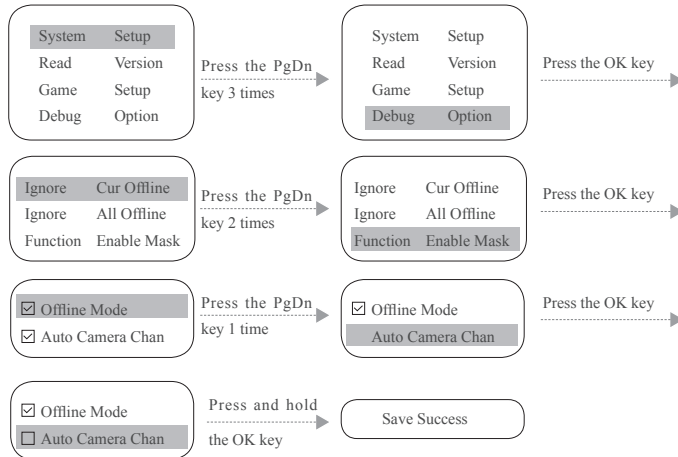 System Setup
Read Version
Game Setup
Debug Option
Press the PgDn
key 3 times
System Setup
Read Version
Game Setup
Debug Option
Press the OK key
Ignore Cur Offline
Ignore All Offline
Function Enable Mask
Press the PgDn
key 2 times
Ignore Cur Offline
Ignore All Offline
Function Enable Mask
Press the OK key
Offline Mode
Auto Camera Chan
Press the PgDn
key 1 time
Offline Mode
Auto Camera Chan
Press the OK key
Offline Mode
Auto Camera Chan
Press and hold
the OK key
Save Success